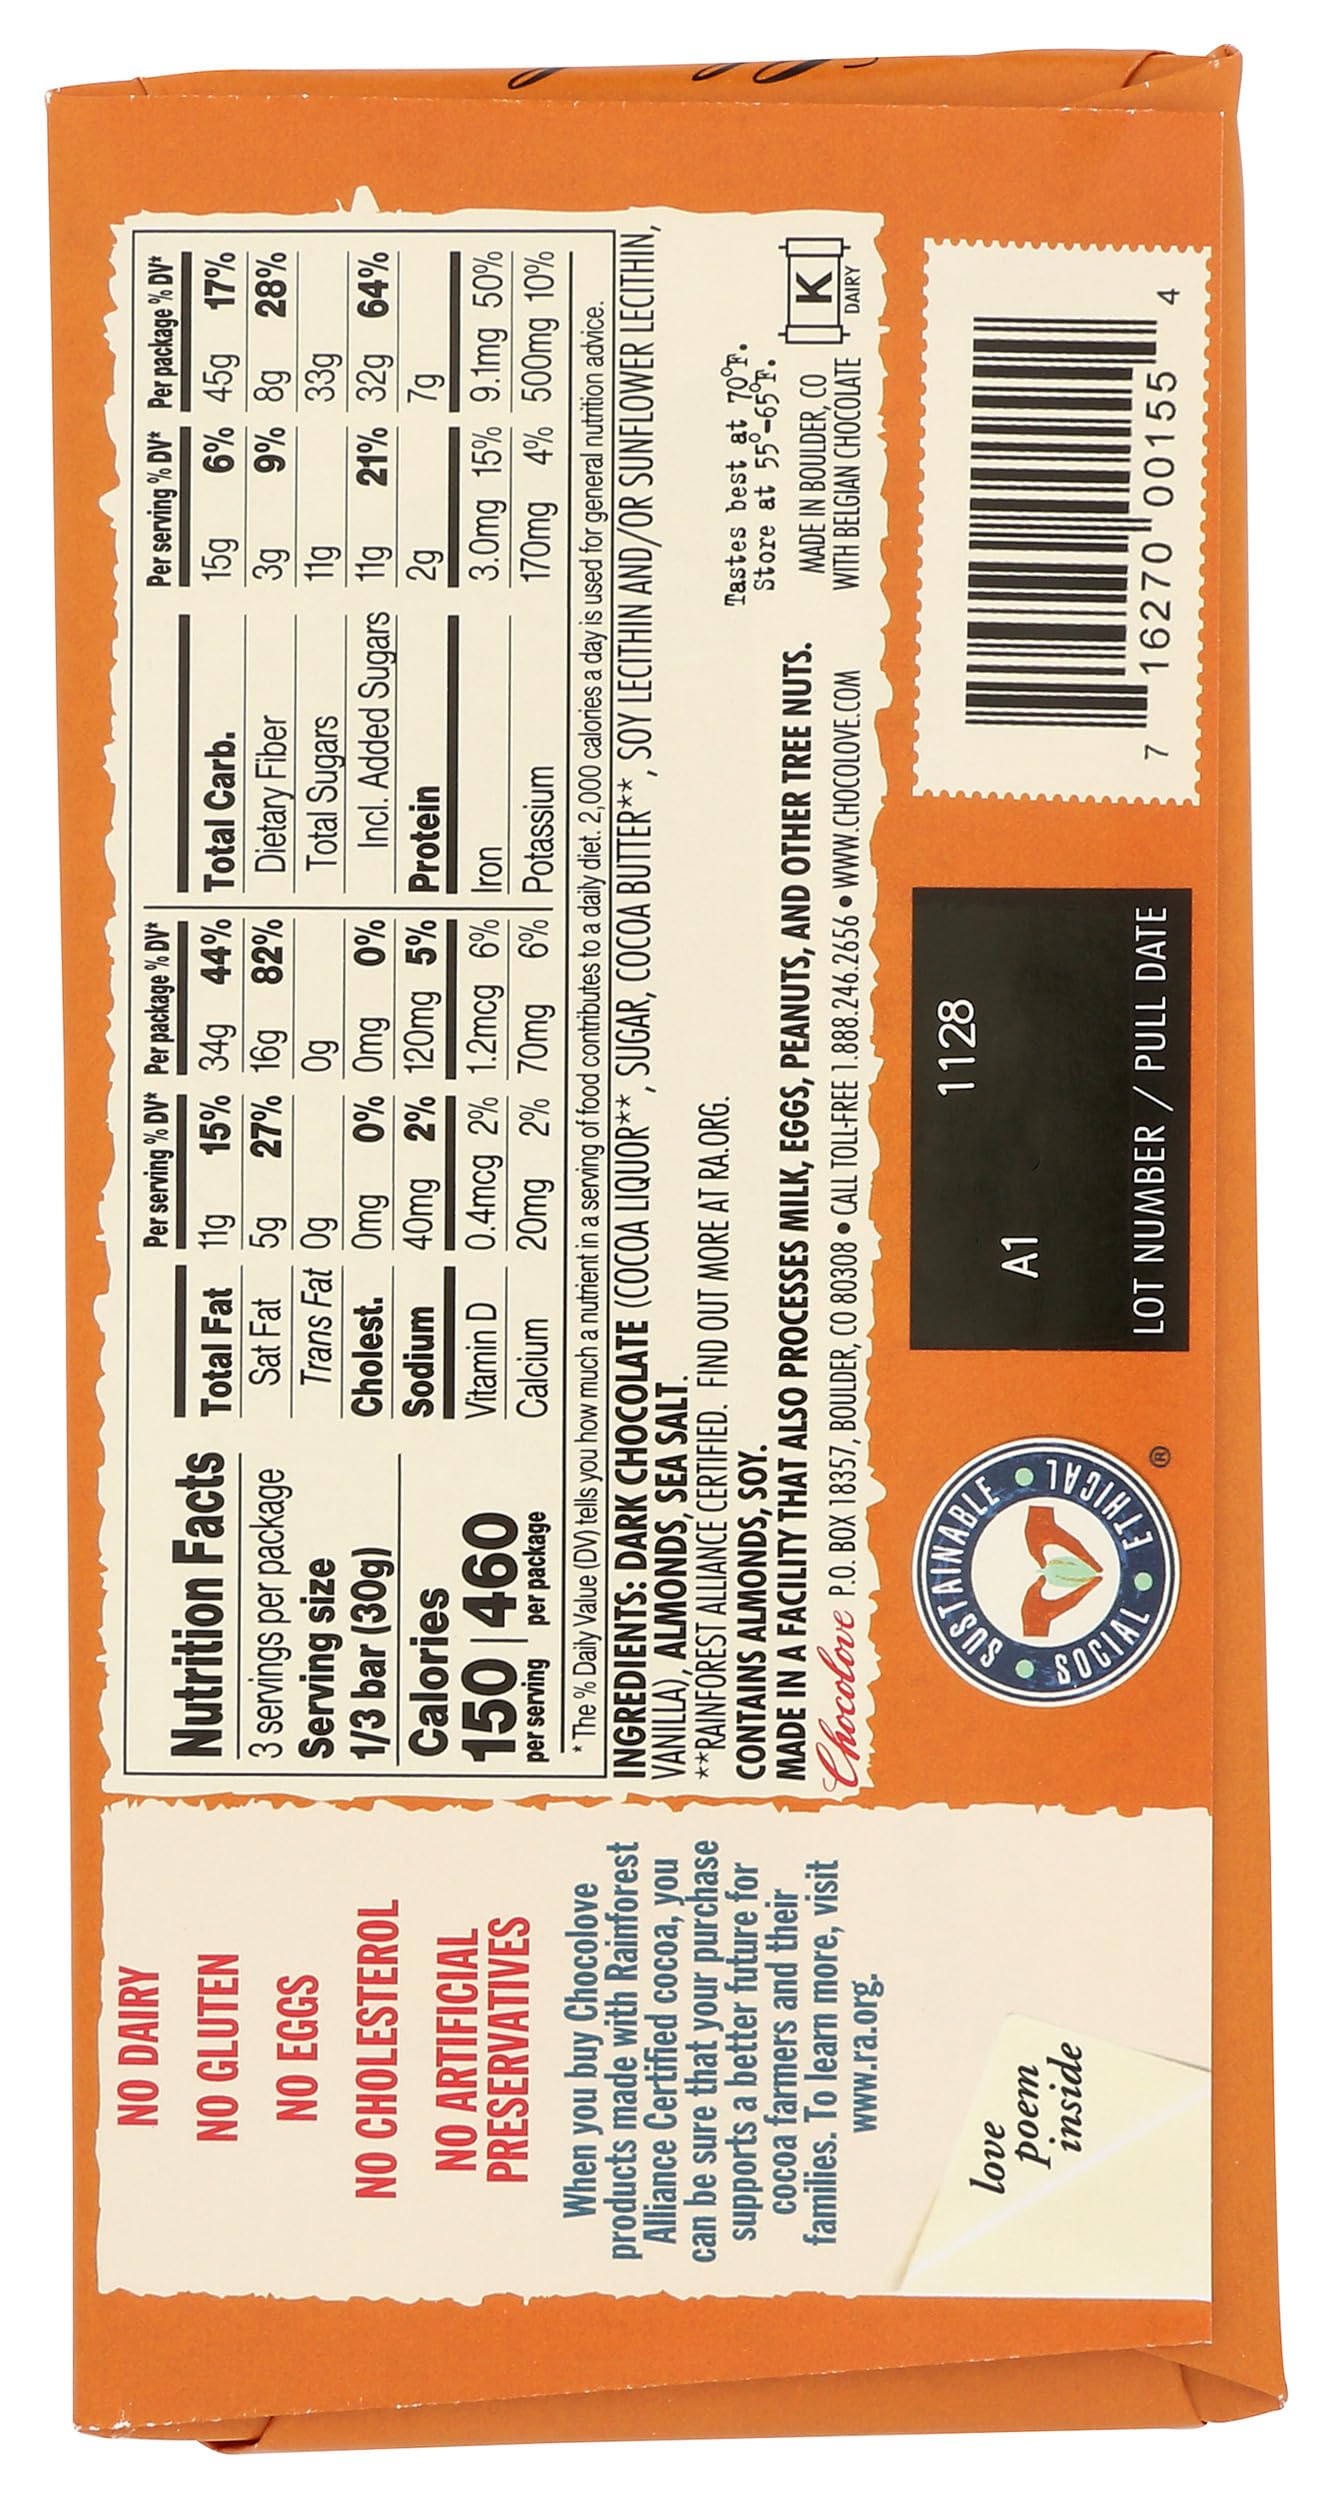 NO DAIRY
NO GLUTEN
NO EGGS
NO CHOLESTEROL
NO ARTIFICIAL
PRESERVATIVES
When you buy Chocolove
products made with Rainforest
Alliance Certified cocoa, you
can be sure that your purchase
supports a better future for
cocoa farmers and their
families. To learn more, visit
www.ra.org.
love
poem
inside
Nutrition Facts
3 servings per package
Serving size
1/3 bar (30g)
Calories
150 | 460
per serving per package
Per serving % DV* Per package % DV*
Total Fat 11g 15% 34g 44%
Sat Fat 5g 27% 16g 82%
Trans Fat 0g 0g
Cholest. 0mg 0% 0mg 0%
Sodium 40mg 2% 120mg 5%
Vitamin D 0.4mcg 2% 1.2mcg 6%
Calcium 20mg 2% 70mg 6%
Per serving % DV* Per package % DV*
Total Carb. 15g 6% 45g 17%
Dietary Fiber 3g 9% 8g 28%
Total Sugars 11g 33g
Incl. Added Sugars 11g 21% 32g 64%
Protein 2g 7g
Iron 3.0mg 15% 9.1mg 50%
Potassium 170mg 4% 500mg 10%
* The % Daily Value (DV) tells you how much a nutrient in a serving of food contributes to a daily diet. 2,000 calories a day is used for general nutrition advice.
INGREDIENTS: DARK CHOCOLATE (COCOA LIQUOR**, SUGAR, COCOA BUTTER**, SOY LECITHIN AND/OR SUNFLOWER LECITHIN,
VANILLA), ALMONDS, SEA SALT.
**RAINFOREST ALLIANCE CERTIFIED. FIND OUT MORE AT RA.ORG.
CONTAINS ALMONDS, SOY.
MADE IN A FACILITY THAT ALSO PROCESSES MILK, EGGS, PEANUTS, AND OTHER TREE NUTS.
Chocolove P.O. BOX 18357, BOULDER, CO 80308 • CALL TOLL-FREE 1.888.246.2656 • WWW.CHOCOLOVE.COM
Tastes best at 70°F.
Store at 55°-65°F.
MADE IN BOULDER, CO
WITH BELGIAN CHOCOLATE
K
DAIRY
SUSTAINABLE • ETHICAL • SOCIAL •
®
1128
A1
LOT NUMBER / PULL DATE
7 16270 00155 4